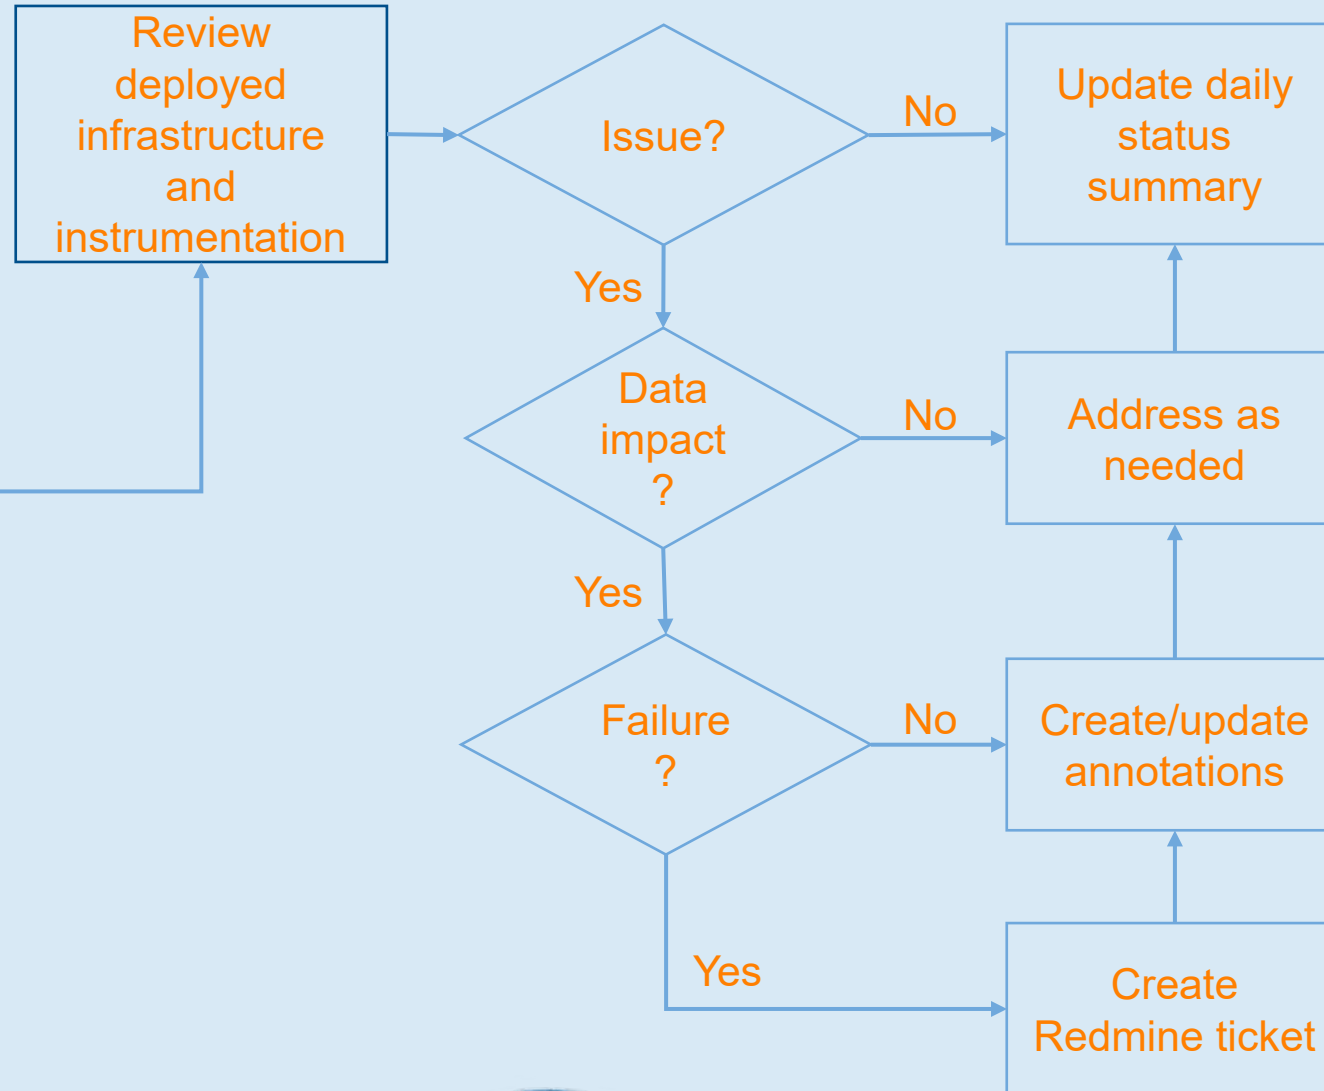 Review
deployed
infrastructure
and
instrumentation
Issue?
No
Update daily
status
summary
Yes
Data
impact
?
No
Address as
needed
Yes
Failure
?
No
Create/update
annotations
Yes
Create
Redmine ticket